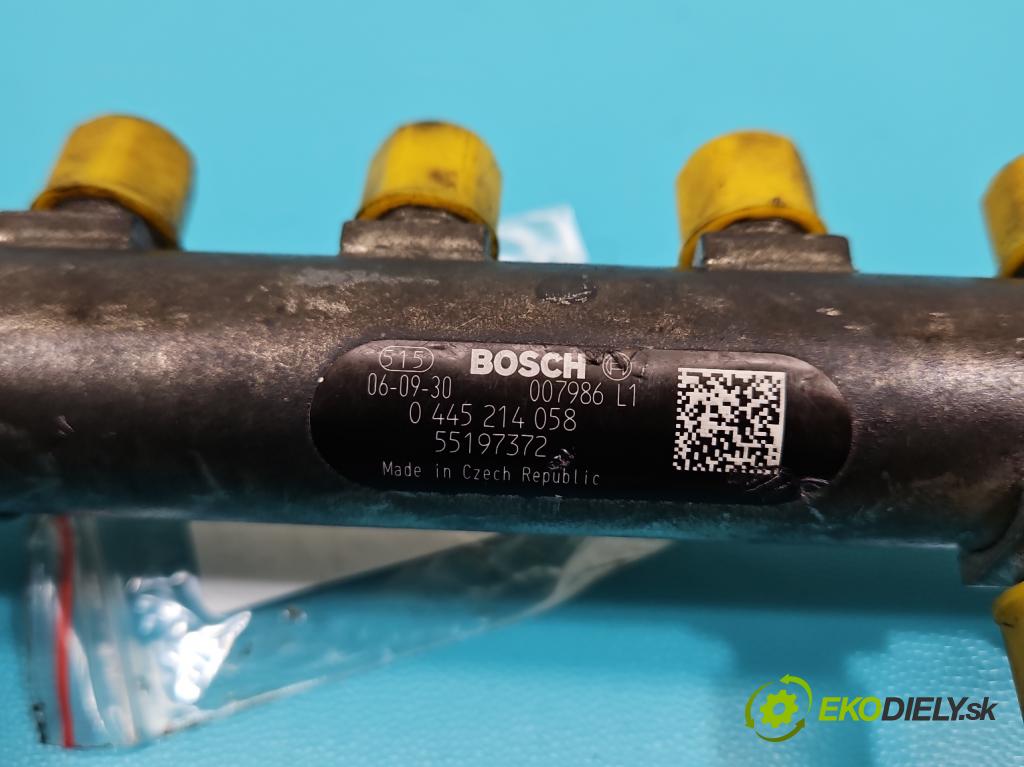 515 BOSCH H
06-09-30 007986 L1
0 445 214 058
55197372
Made in Czech Republic
EKODIELY.sk